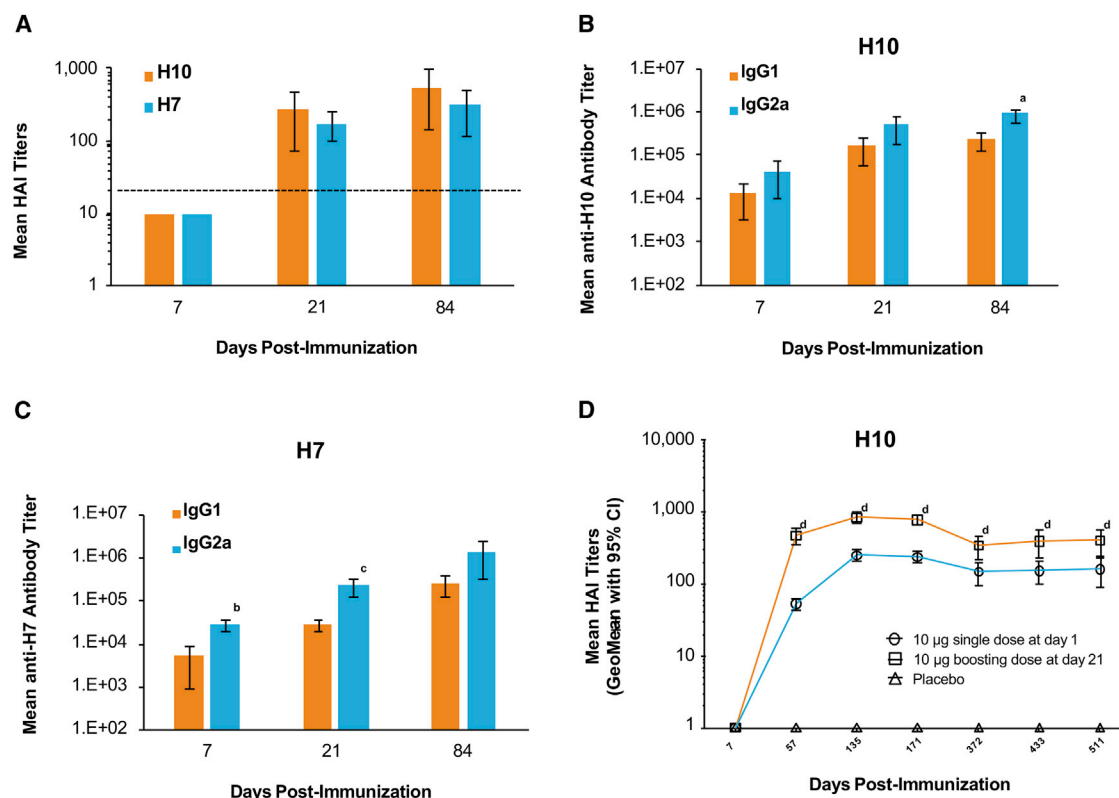 A
H10
H7
1,000
100
10
1
Mean HAI Titers
7
21
84
Days Post-Immunization
B
H10
IgG1
IgG2a
1.E+07
1.E+06
1.E+05
1.E+04
1.E+03
1.E+02
Mean anti-H10 Antibody Titer
a
7
21
84
Days Post-Immunization
C
H7
IgG1
IgG2a
1.E+07
1.E+06
1.E+05
1.E+04
1.E+03
1.E+02
Mean anti-H7 Antibody Titer
b
c
7
21
84
Days Post-Immunization
D
H10
10,000
1,000
100
10
1
Mean HAI Titers
(GeoMean with 95% CI)
d
d
d
d
d
d
10 µg single dose at day 1
10 µg boosting dose at day 21
Placebo
7
57
135
171
372
433
511
Days Post-Immunization